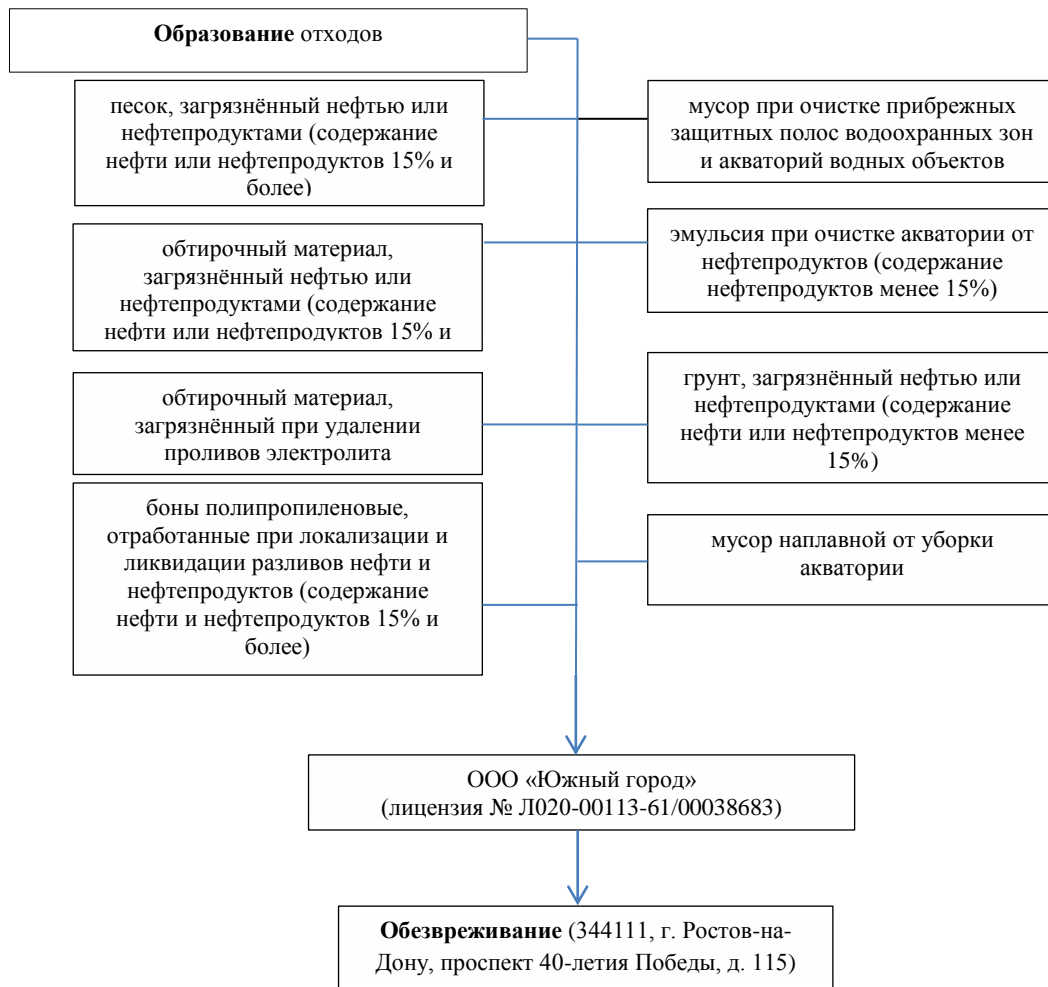 Образование отходов
песок, загрязнённый нефтью или
нефтепродуктами (содержание
нефти или нефтепродуктов 15% и
более)
мусор при очистке прибрежных
защитных полос водоохранных зон
и акваторий водных объектов
обтирочный материал,
загрязнённый нефтью или
нефтепродуктами (содержание
нефти или нефтепродуктов 15% и
эмульсия при очистке акватории от
нефтепродуктов (содержание
нефтепродуктов менее 15%)
обтирочный материал,
загрязнённый при удалении
проливов электролита
грунт, загрязнённый нефтью или
нефтепродуктами (содержание
нефти или нефтепродуктов менее
15%)
боны полипропиленовые,
отработанные при локализации и
ликвидации разливов нефти и
нефтепродуктов (содержание
нефти и нефтепродуктов 15% и
более)
мусор наплавной от уборки
акватории
ООО «Южный город»
(лицензия № Л020-00113-61/00038683)
Обезвреживание (344111, г. Ростов-на-
Дону, проспект 40-летия Победы, д. 115)